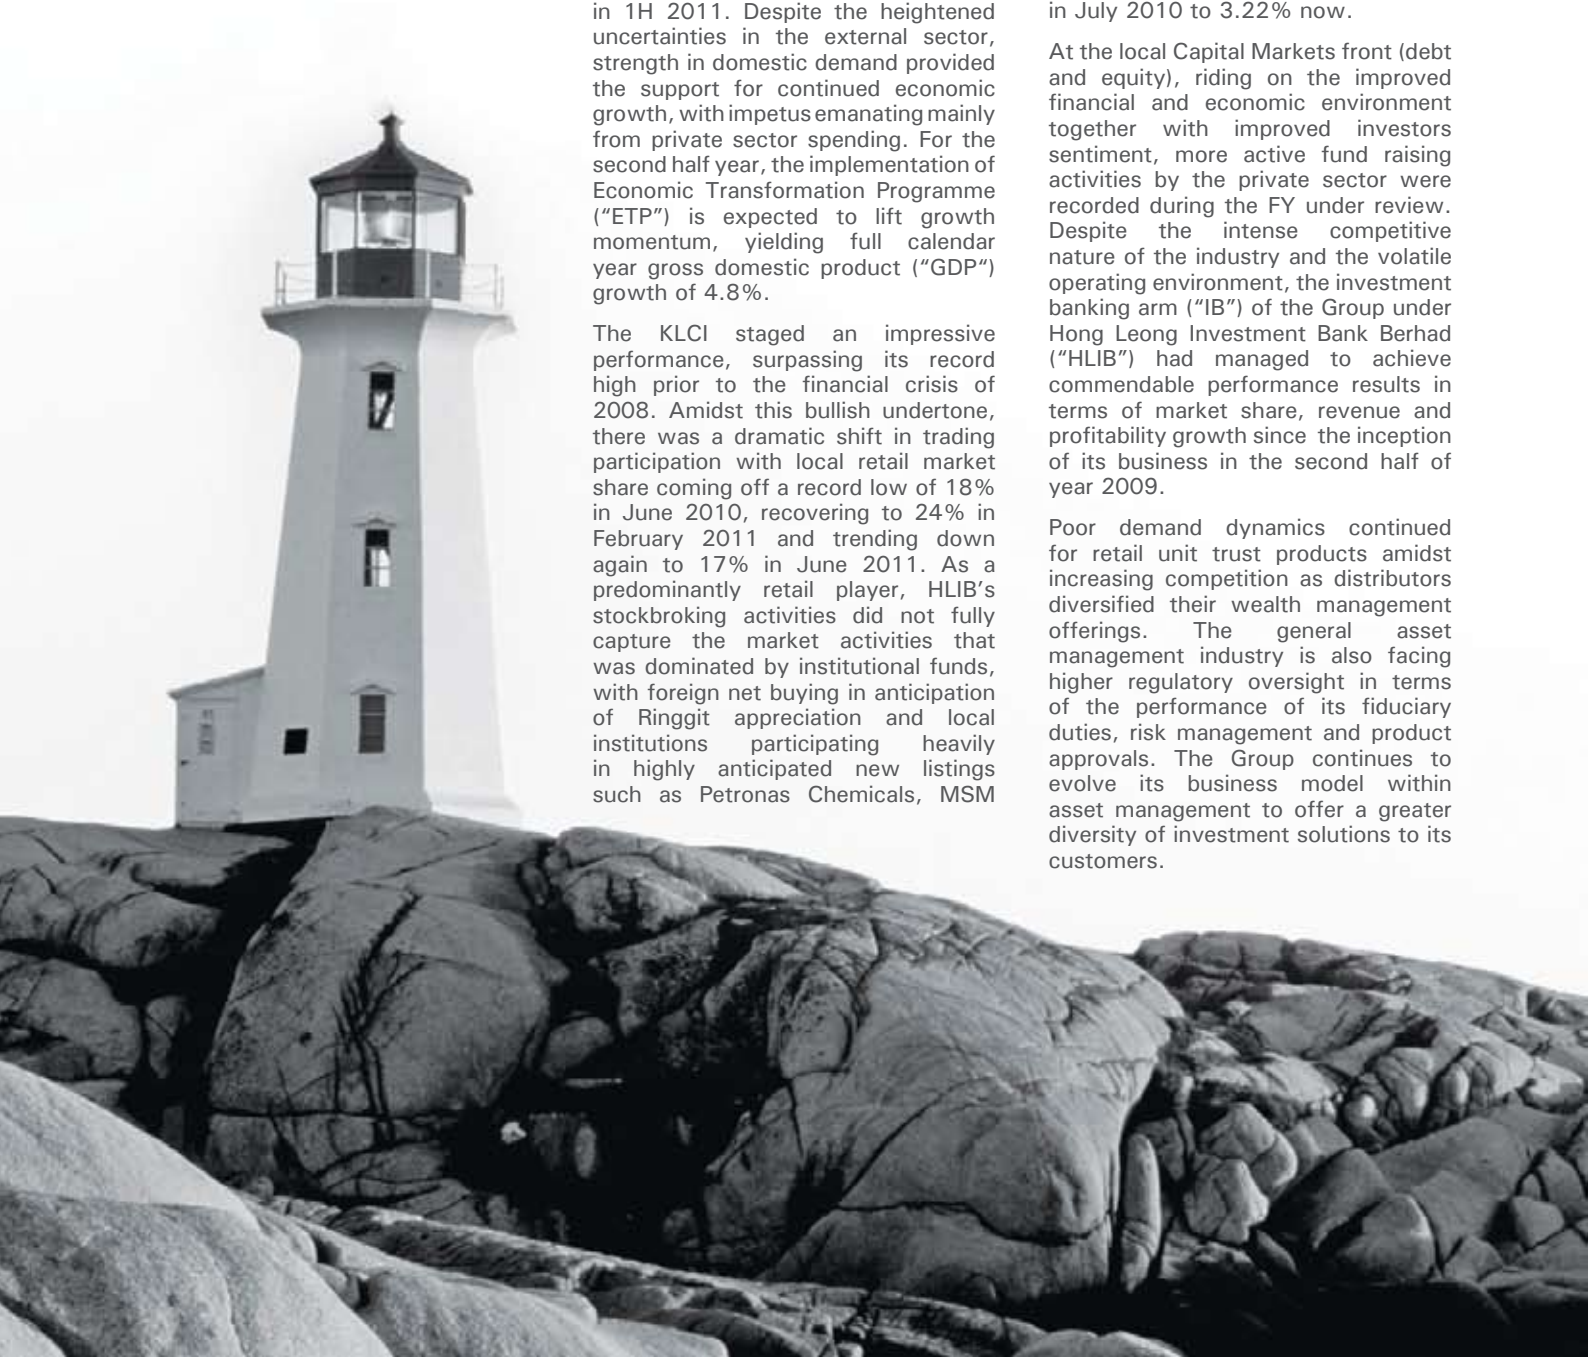 in 1H 2011. Despite the heightened
uncertainties in the external sector,
strength in domestic demand provided
the support for continued economic
growth, with impetus emanating mainly
from private sector spending. For the
second half year, the implementation of
Economic Transformation Programme
(“ETP”) is expected to lift growth
momentum, yielding full calendar
year gross domestic product (“GDP“)
growth of 4.8%.
The KLCI staged an impressive
performance, surpassing its record
high prior to the financial crisis of
2008. Amidst this bullish undertone,
there was a dramatic shift in trading
participation with local retail market
share coming off a record low of 18%
in June 2010, recovering to 24% in
February 2011 and trending down
again to 17% in June 2011. As a
predominantly retail player, HLIB’s
stockbroking activities did not fully
capture the market activities that
was dominated by institutional funds,
with foreign net buying in anticipation
of Ringgit appreciation and local
institutions participating heavily
in highly anticipated new listings
such as Petronas Chemicals, MSM
in July 2010 to 3.22% now.
At the local Capital Markets front (debt
and equity), riding on the improved
financial and economic environment
together with improved investors
sentiment, more active fund raising
activities by the private sector were
recorded during the FY under review.
Despite the intense competitive
nature of the industry and the volatile
operating environment, the investment
banking arm (“IB”) of the Group under
Hong Leong Investment Bank Berhad
(“HLIB”) had managed to achieve
commendable performance results in
terms of market share, revenue and
profitability growth since the inception
of its business in the second half of
year 2009.
Poor demand dynamics continued
for retail unit trust products amidst
increasing competition as distributors
diversified their wealth management
offerings. The general asset
management industry is also facing
higher regulatory oversight in terms
of the performance of its fiduciary
duties, risk management and product
approvals. The Group continues to
evolve its business model within
asset management to offer a greater
diversity of investment solutions to its
customers.